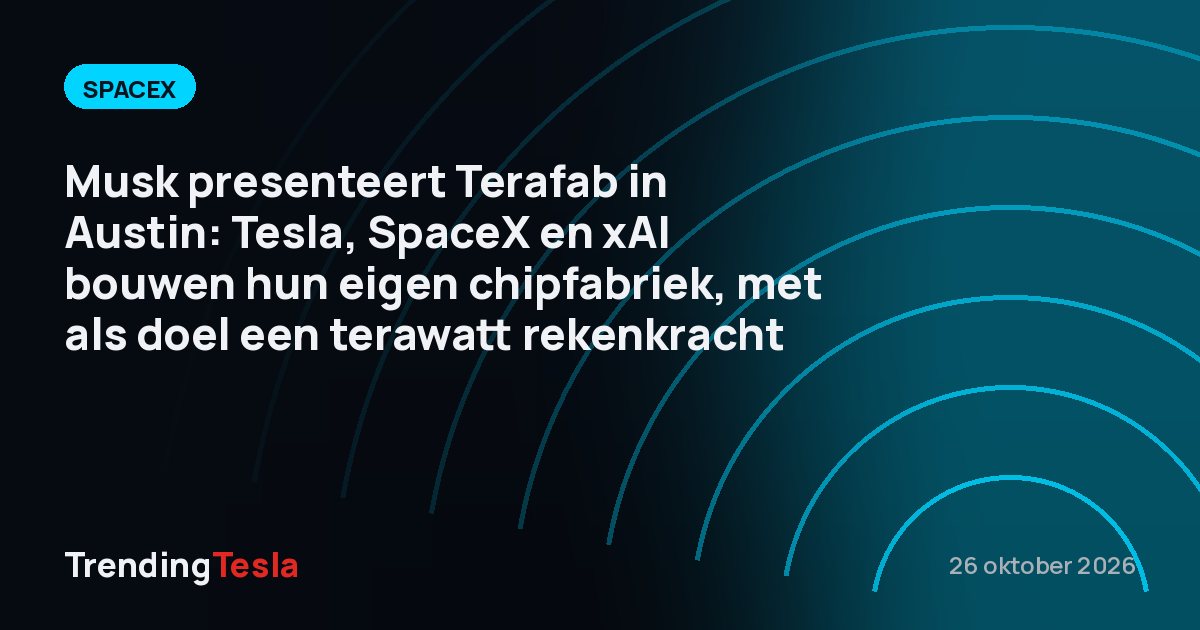 SPACEX
Musk presenteert Terafab in
Austin: Tesla, SpaceX en xAI
bouwen hun eigen chipfabriek, met
als doel een terawatt rekenkracht
TrendingTesla
26 oktober 2026